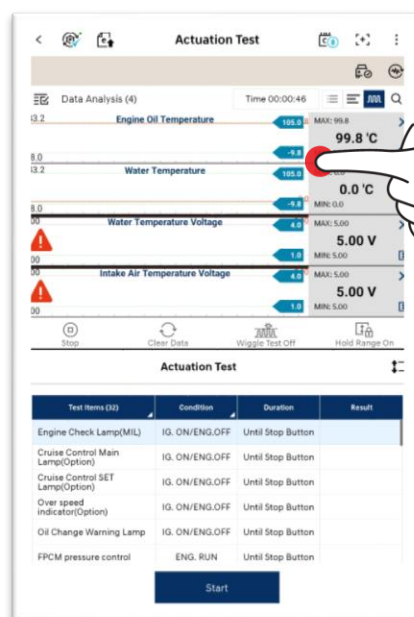 Actuation Test
Data Analysis (4)
Time 00:00:46
Engine Oil Temperature
105.0
MAX: 99.8
99.8 'C
-9.8
8.0
Water Temperature
105.0
0.0 'C
-9.8
MIN: 0.0
8.0
Water Temperature Voltage
4.0
MAX: 5.00
5.00 V
1.0
MIN: 5.00
Intake Air Temperature Voltage
4.0
MAX: 5.00
5.00 V
1.0
MIN: 5.00
Stop
Clear Data
Wiggle Test Off
Hold Range On
Actuation Test
Test Items (32) Condition Duration Result
Engine Check Lamp(MIL) IG. ON/ENG.OFF Until Stop Button
Cruise Control Main
Lamp(Option) IG. ON/ENG.OFF Until Stop Button
Cruise Control SET
Lamp(Option) IG. ON/ENG.OFF Until Stop Button
Over speed
indicator(Option) IG. ON/ENG.OFF Until Stop Button
Oil Change Warning Lamp IG. ON/ENG.OFF Until Stop Button
FPCM pressure control ENG. RUN Until Stop Button
Start